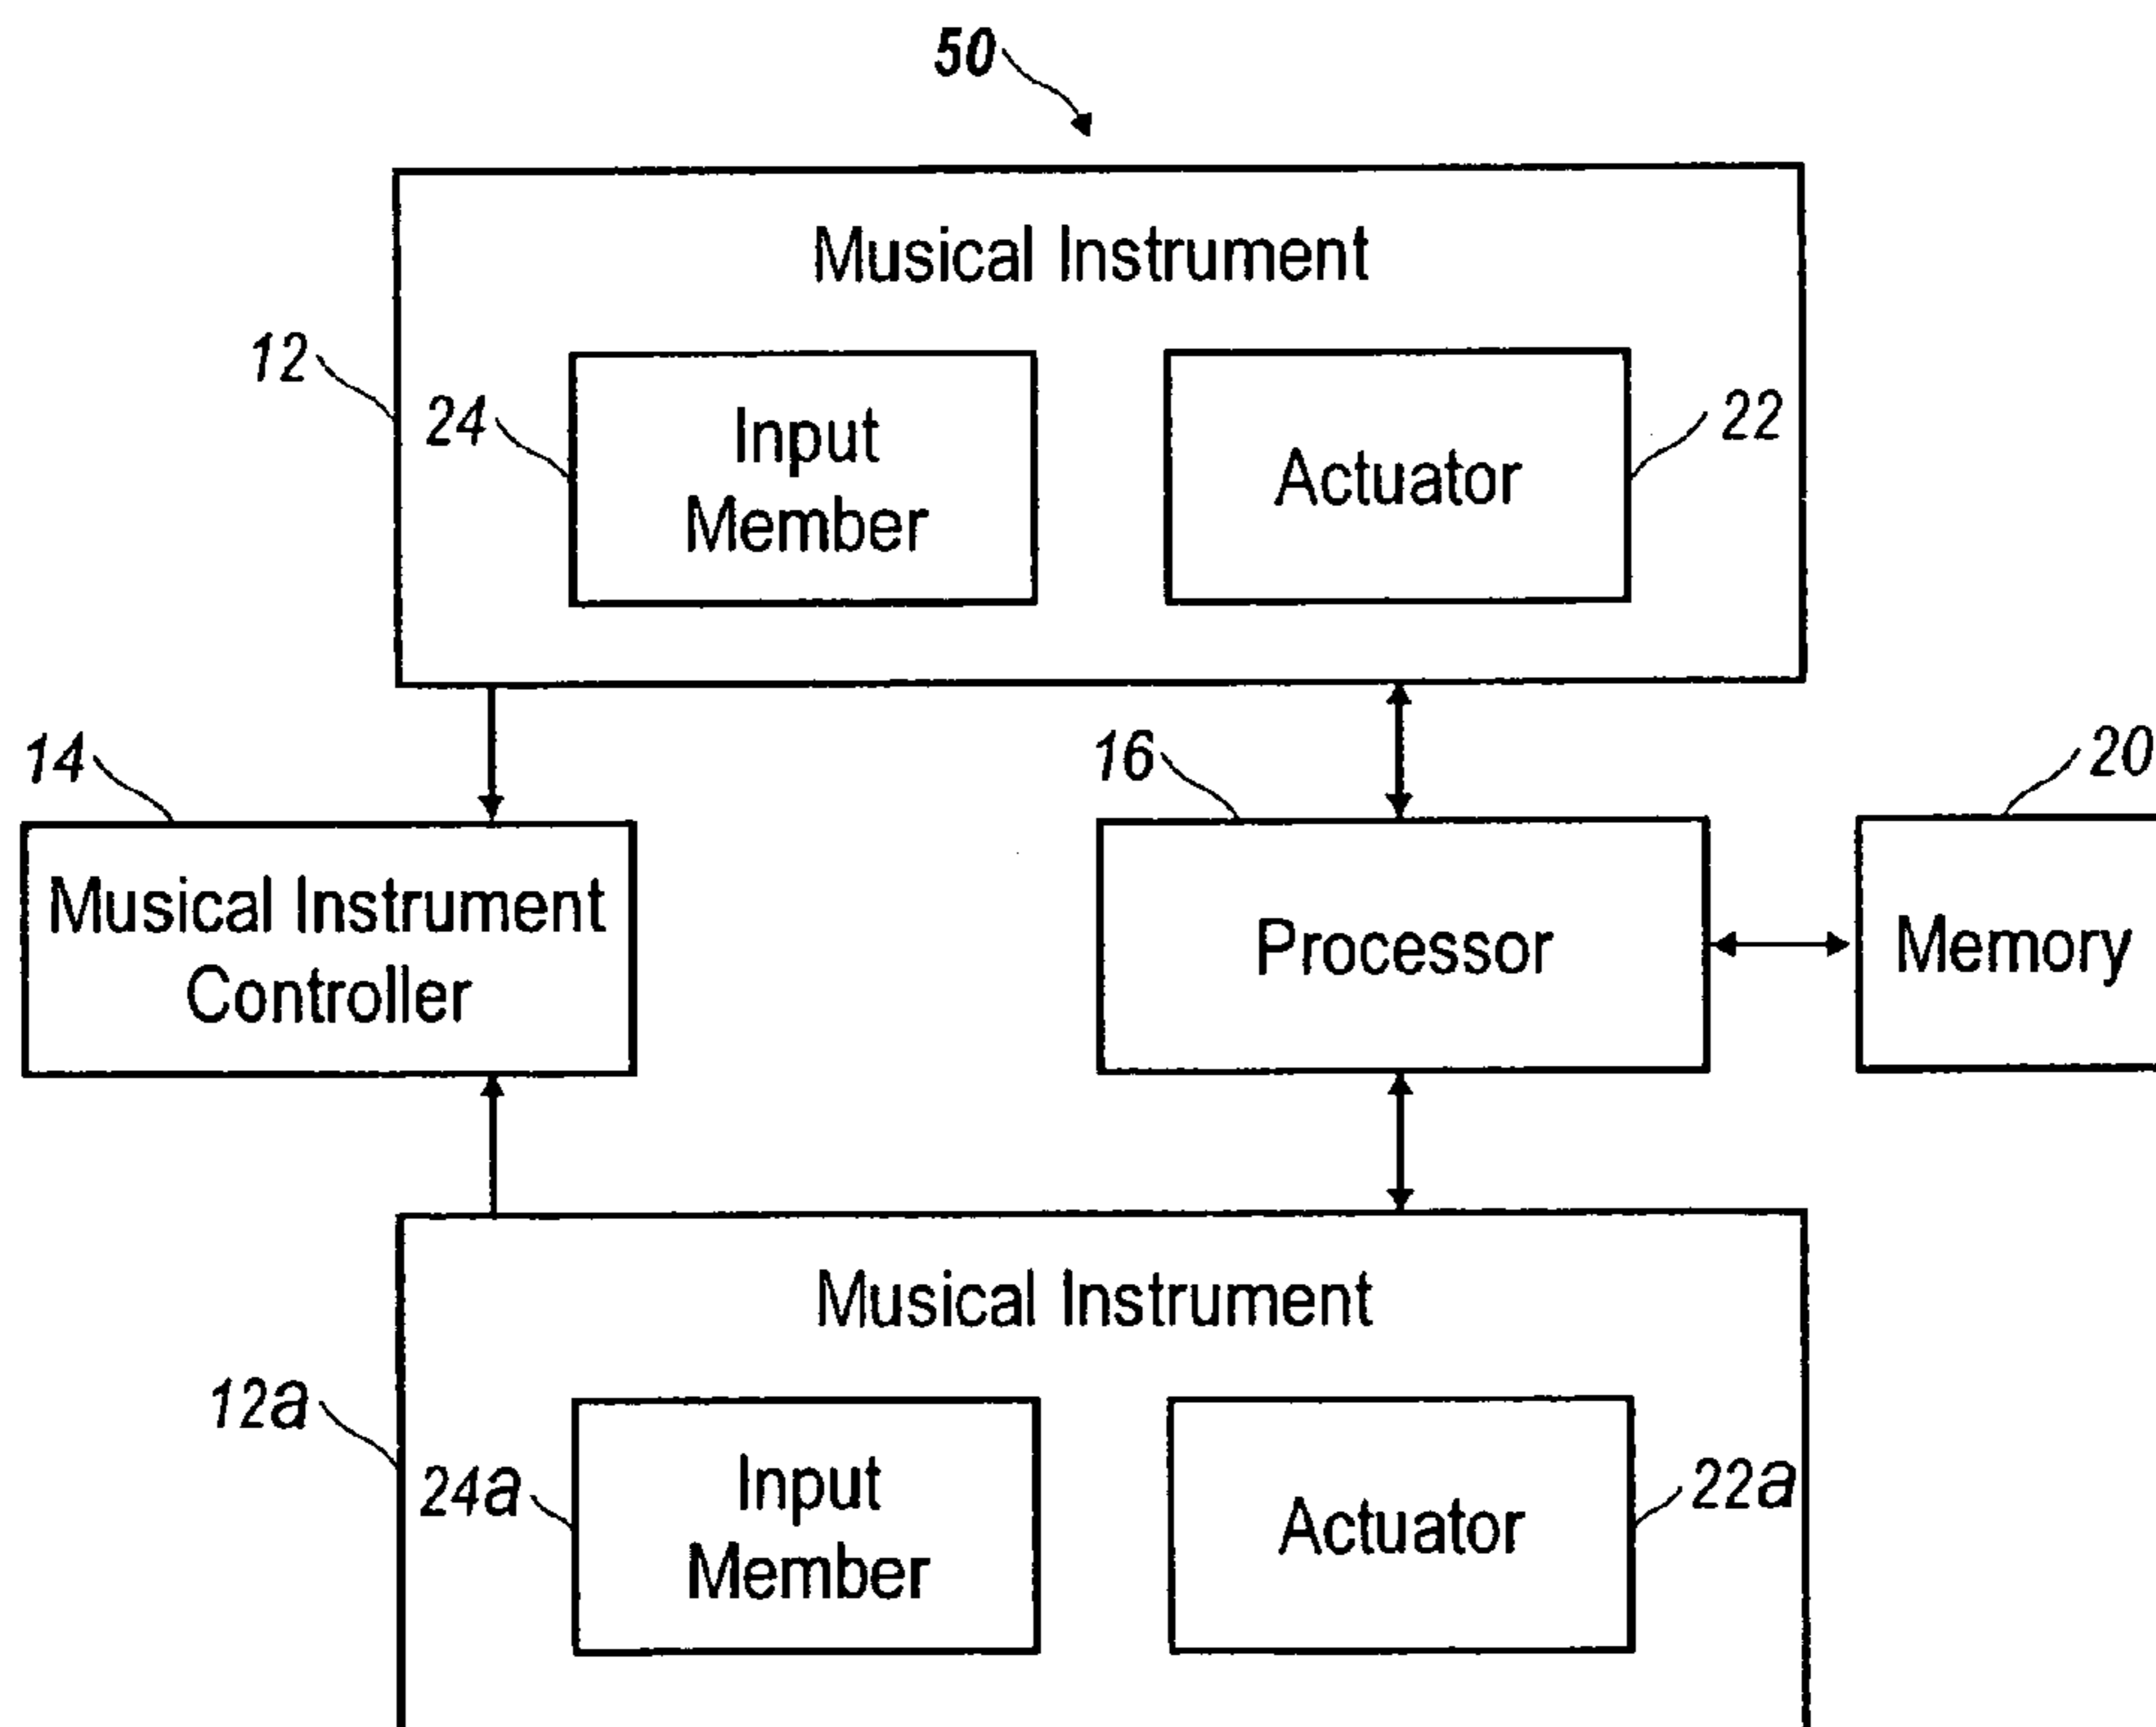 50
Musical Instrument
12
24
Input
Member
Actuator
22
14
16
20
Musical Instrument
Controller
Processor
Memory
Musical Instrument
12a
24a
Input
Member
Actuator
22a